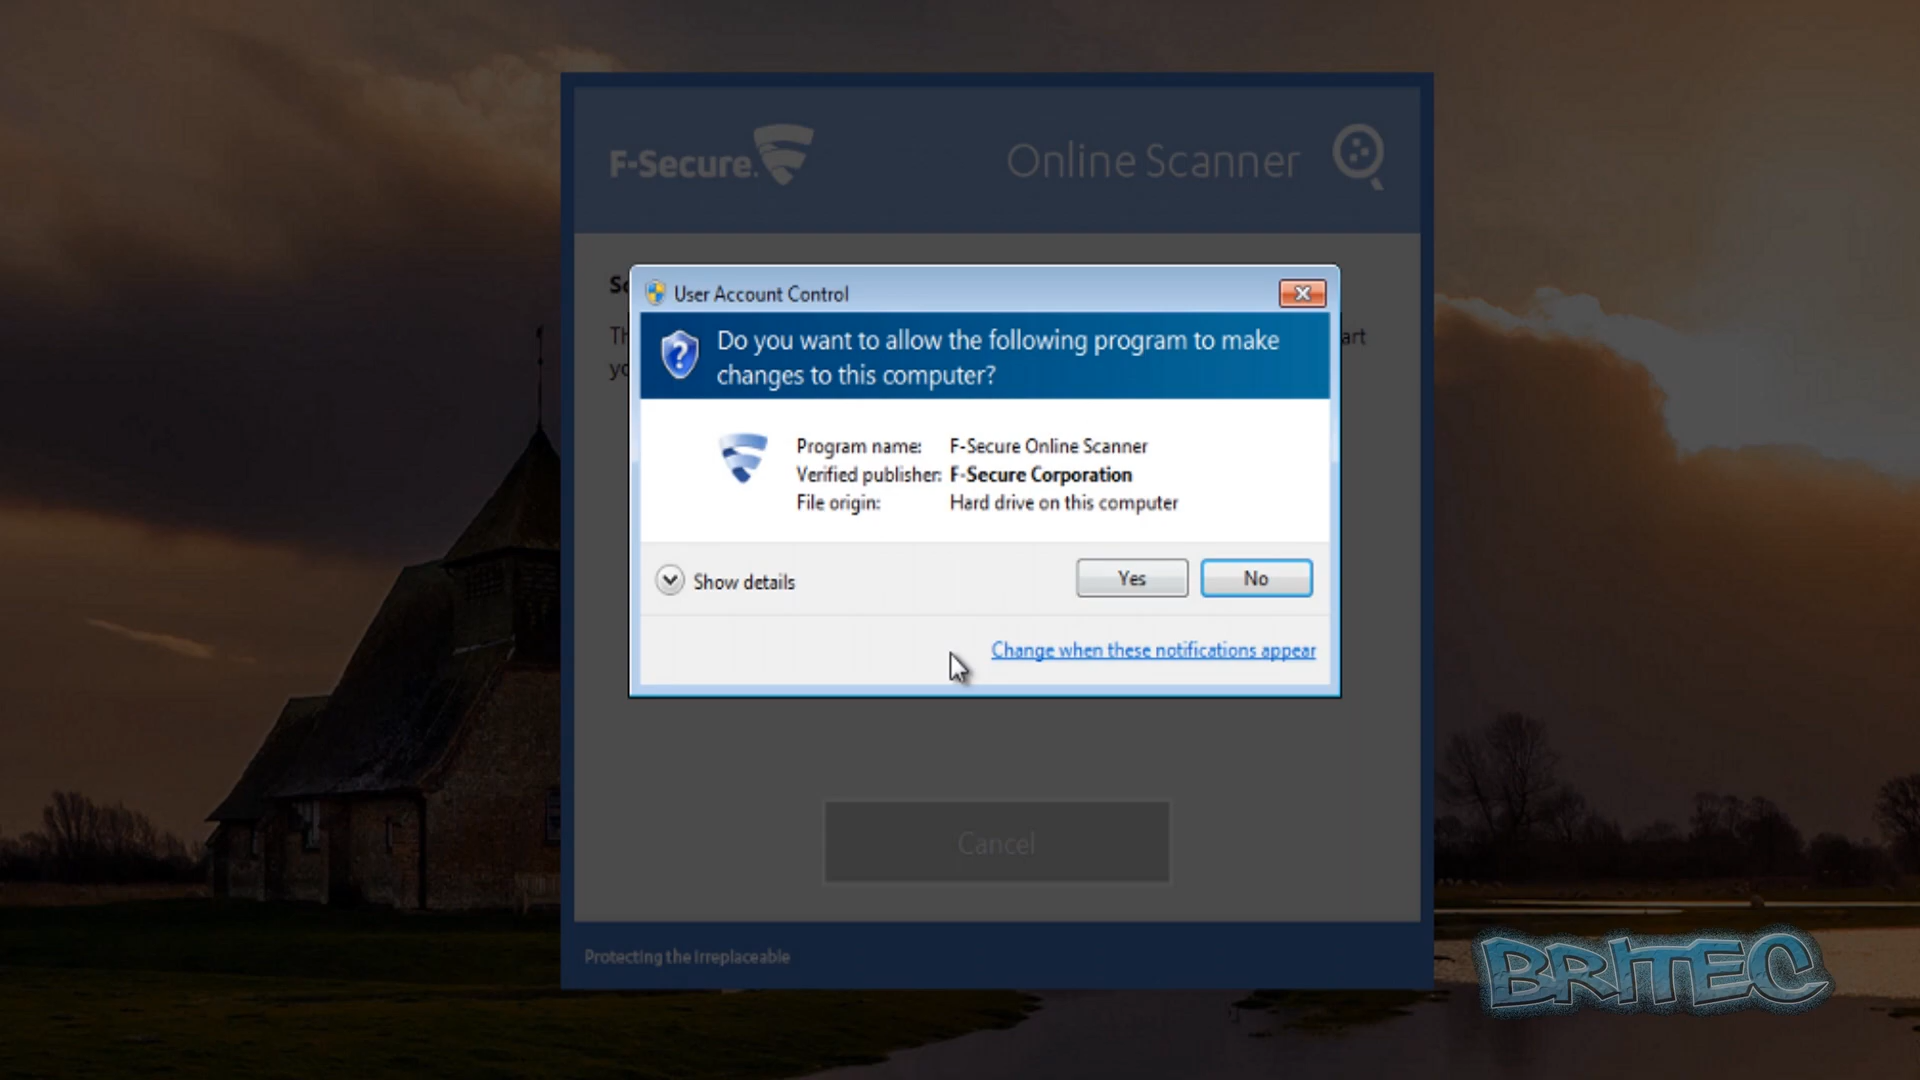 F-Secure.
Online Scanner
User Account Control
Do you want to allow the following program to make
changes to this computer?
Program name: F-Secure Online Scanner
Verified publisher: F-Secure Corporation
File origin: Hard drive on this computer
Show details
Yes
No
Change when these notifications appear
Cancel
Protecting the irreplaceable
BRITEC